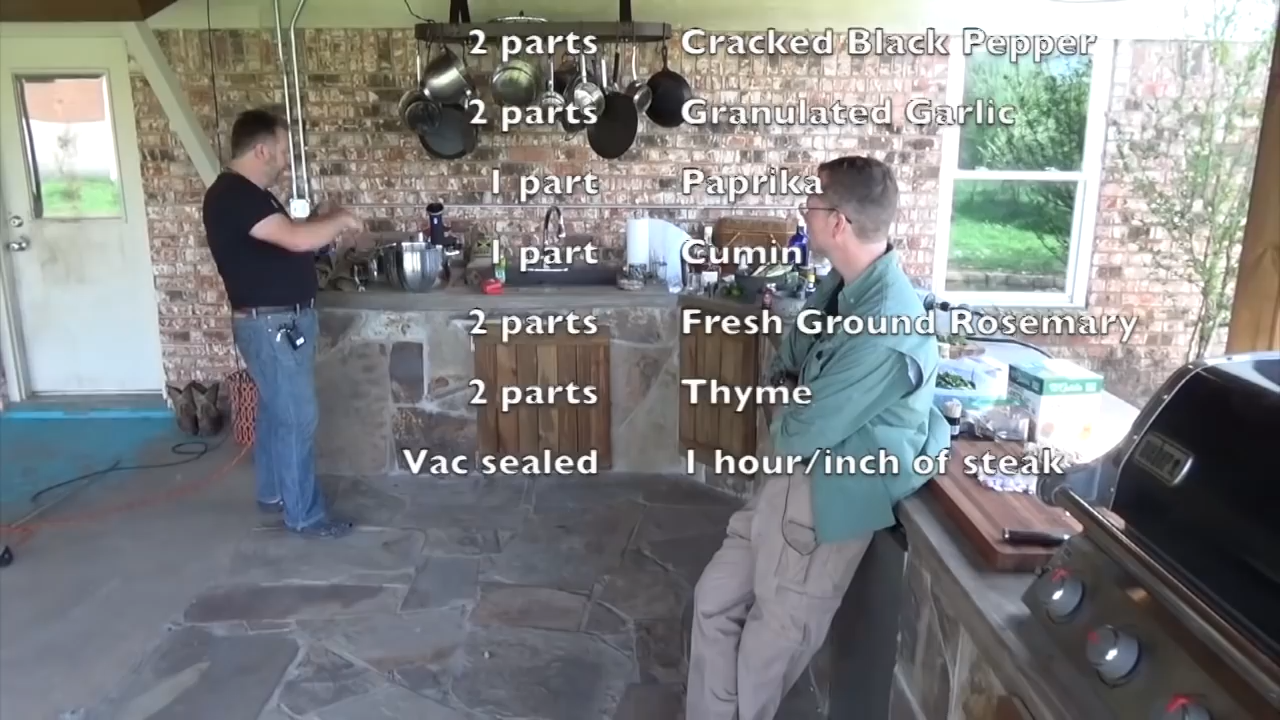 2 parts Cracked Black Pepper
2 parts Granulated Garlic
1 part Paprika
1 part Cumin
2 parts Fresh Ground Rosemary
2 parts Thyme
Vac sealed 1 hour/inch of steak